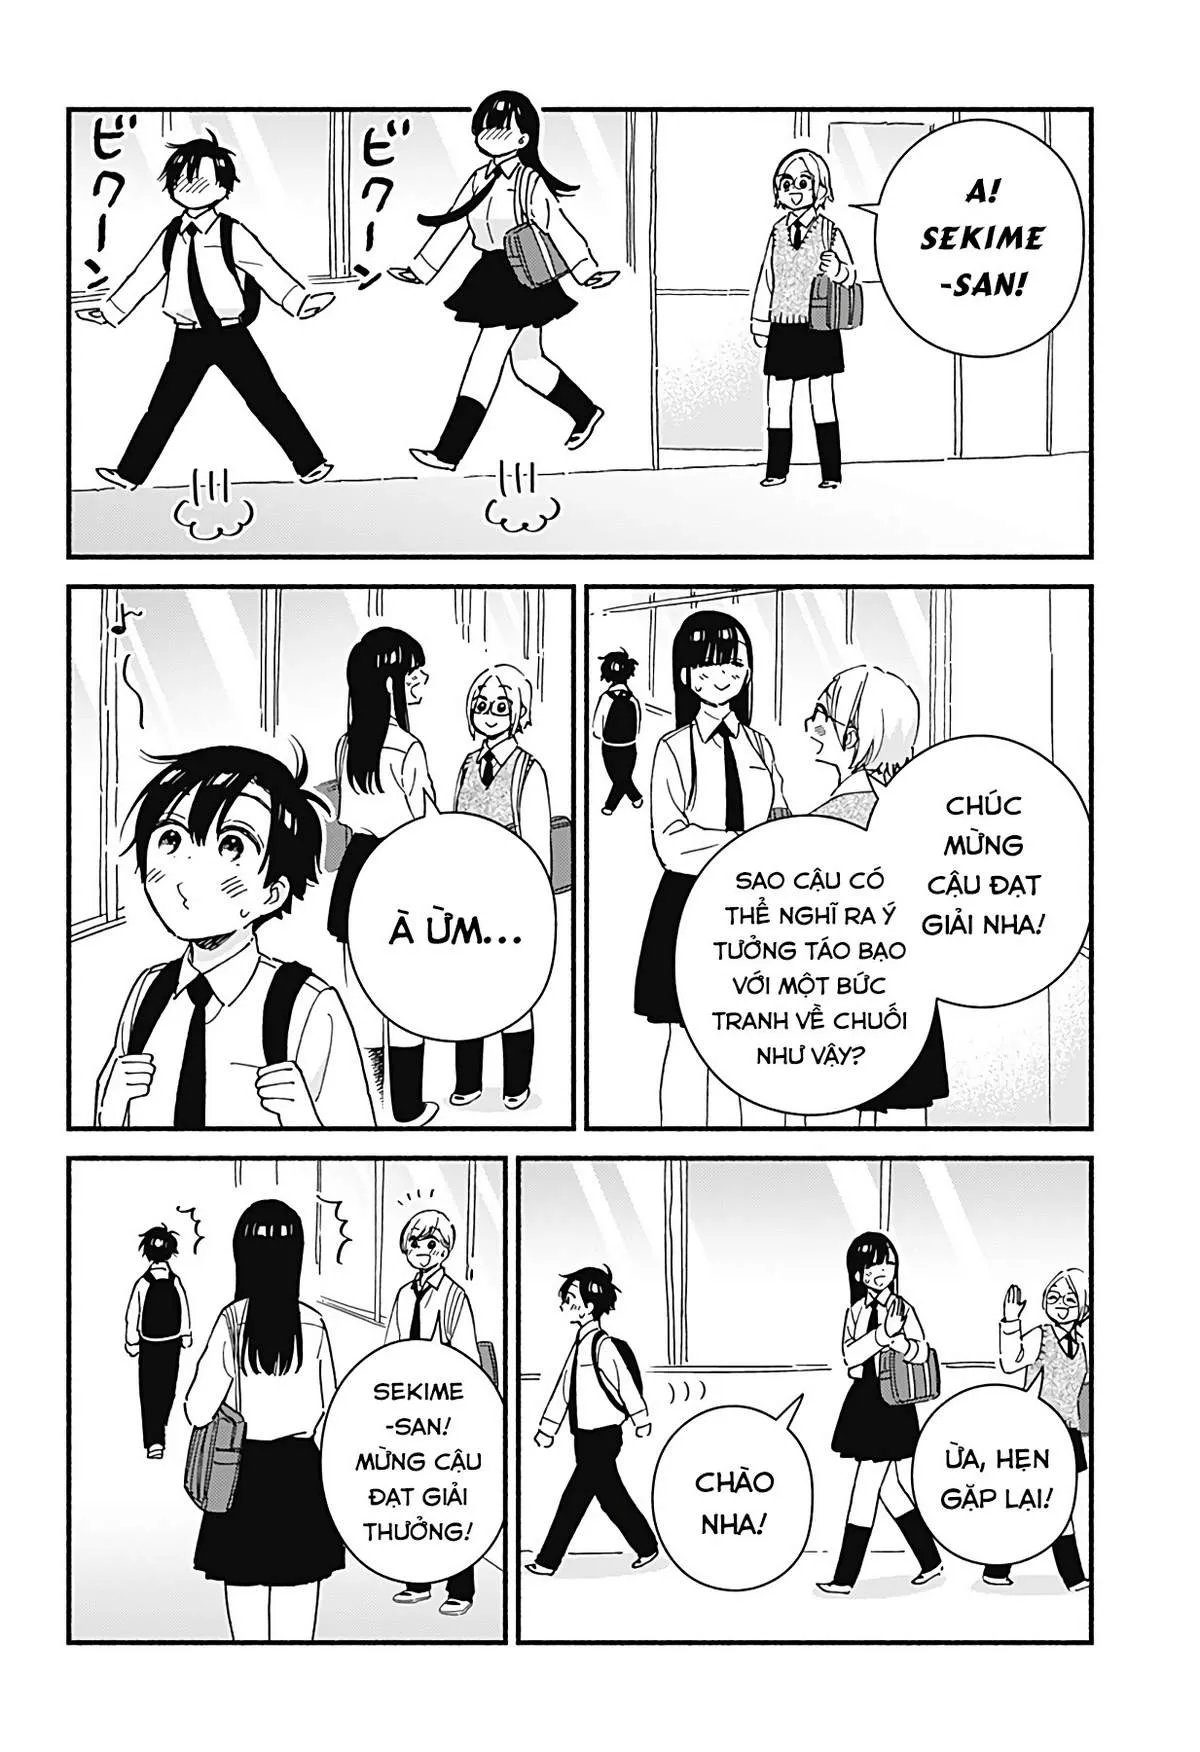 A!
SEKIME
-SAN!
ビクーン
ビクーン
CHÚC
MỪNG
CẬU ĐẠT
GIẢI NHA!
SAO CẬU CÓ
THỂ NGHĨ RA Ý
TƯỞNG TÁO BẠO
VỚI MỘT BỨC
TRANH VỀ CHUỐI
NHƯ VẬY?
À ỪM...
ỪA, HẸN
GẶP LẠI!
CHÀO
NHA!
SEKIME
-SAN!
MỪNG CẬU
ĐẠT GIẢI
THƯỞNG!